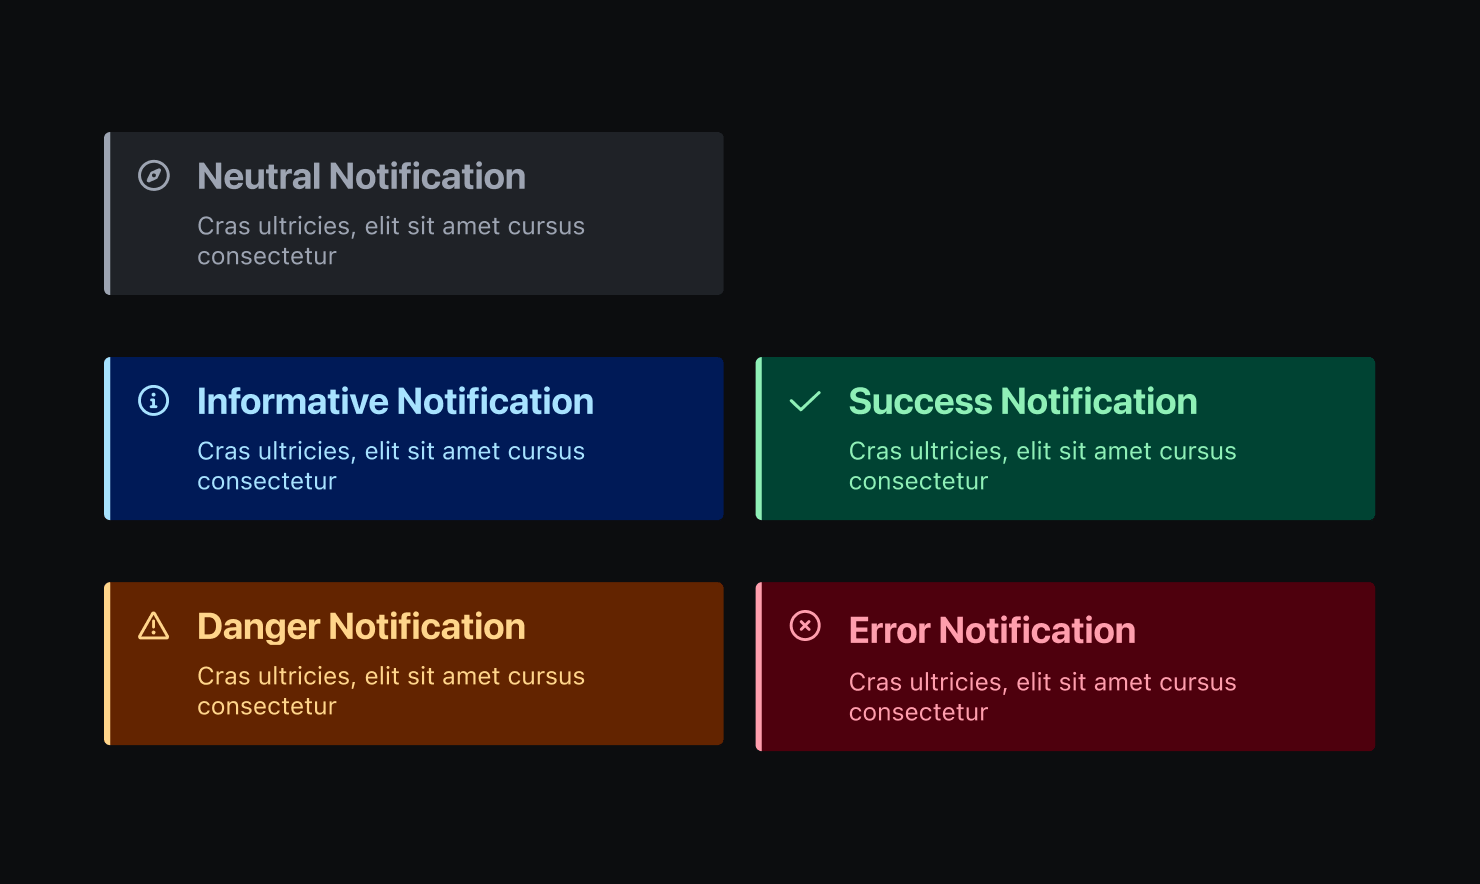 Neutral Notification
Cras ultricies, elit sit amet cursus
consectetur
Informative Notification
Cras ultricies, elit sit amet cursus
consectetur
Success Notification
Cras ultricies, elit sit amet cursus
consectetur
Danger Notification
Cras ultricies, elit sit amet cursus
consectetur
Error Notification
Cras ultricies, elit sit amet cursus
consectetur